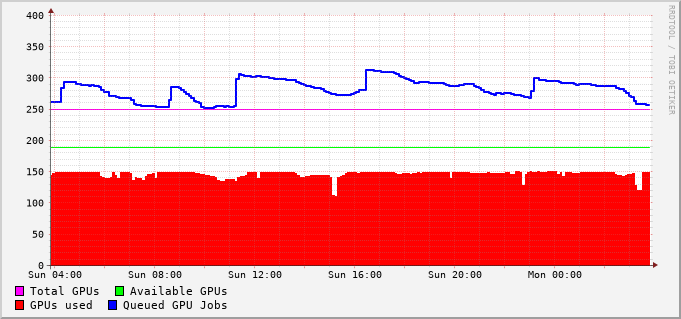 400
350
300
250
200
150
100
50
0
Sun 04:00 Sun 08:00 Sun 12:00 Sun 16:00 Sun 20:00 Mon 00:00
Total GPUs Available GPUs
GPUs used Queued GPU Jobs
RRDTOOL / TOBI OETIKER